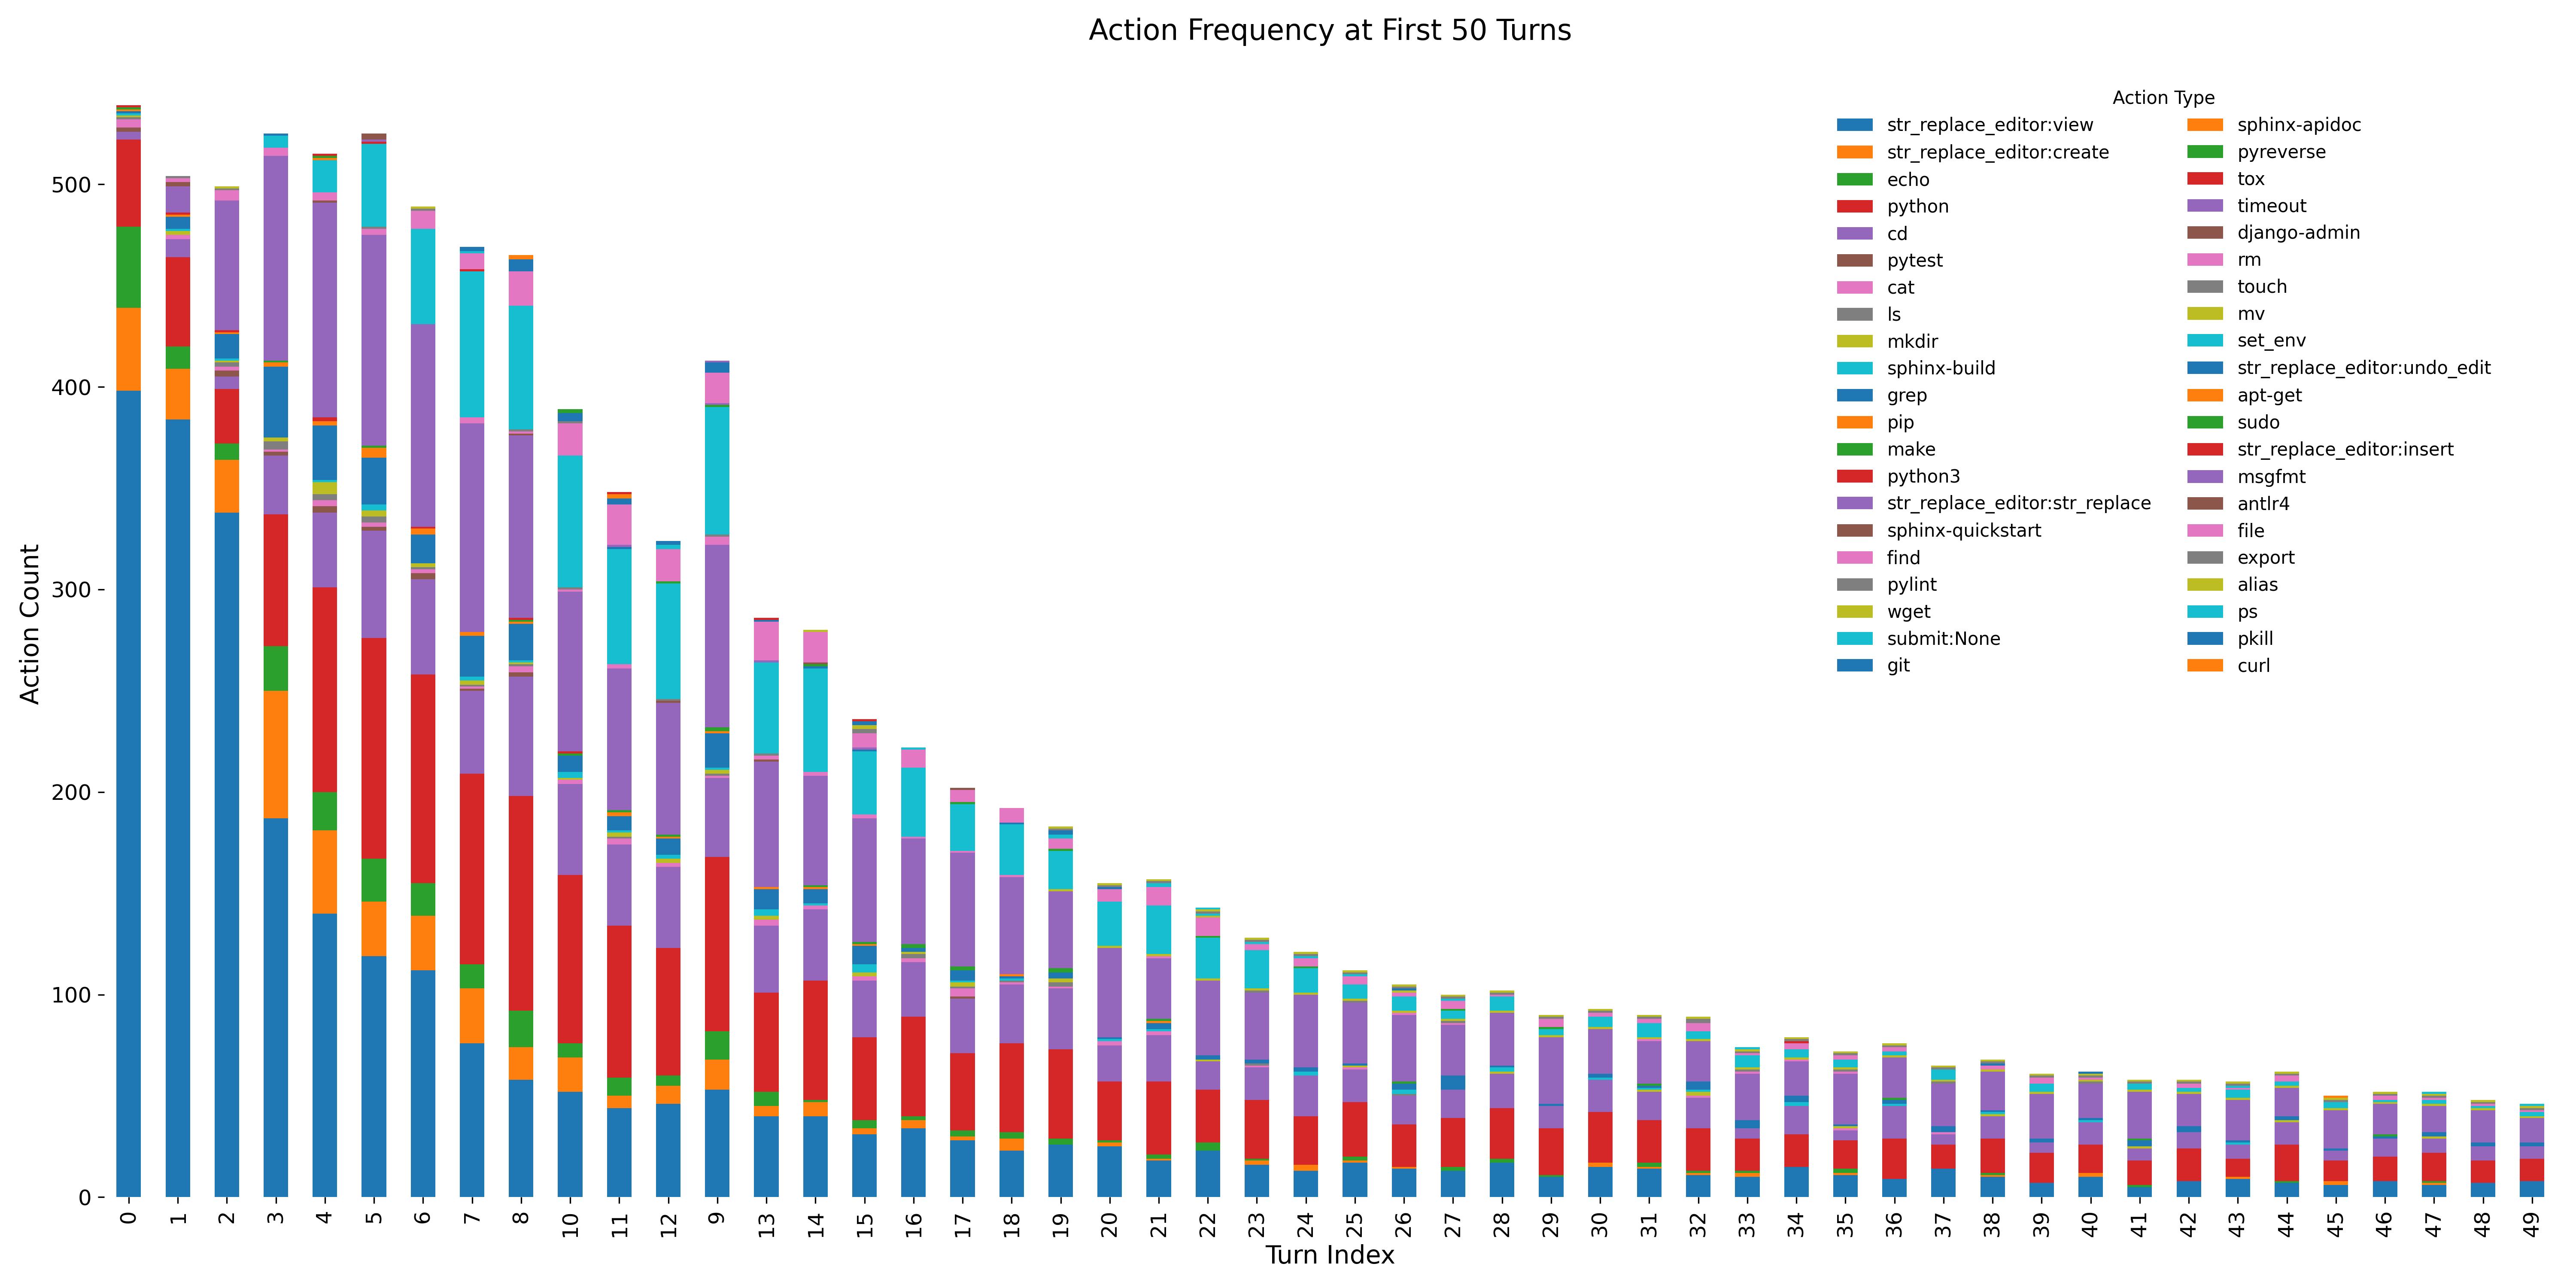 Action Frequency at First 50 Turns
Action Type
str_replace_editor:view
str_replace_editor:create
echo
python
cd
pytest
cat
ls
mkdir
sphinx-build
grep
pip
make
python3
str_replace_editor:str_replace
sphinx-quickstart
find
pylint
wget
submit:None
git
sphinx-apidoc
pyreverse
tox
timeout
django-admin
rm
touch
mv
set_env
str_replace_editor:undo_edit
apt-get
sudo
str_replace_editor:insert
msgfmt
antlr4
file
export
alias
ps
pkill
curl
Action Count
500
400
300
200
100
0
0 1 2 3 4 5 6 7 8 10 11 12 9 13 14 15 16 17 18 19 20 21 22 23 24 25 26 27 28 29 30 31 32 33 34 35 36 37 38 39 40 41 42 43 44 45 46 47 48 49
Turn Index